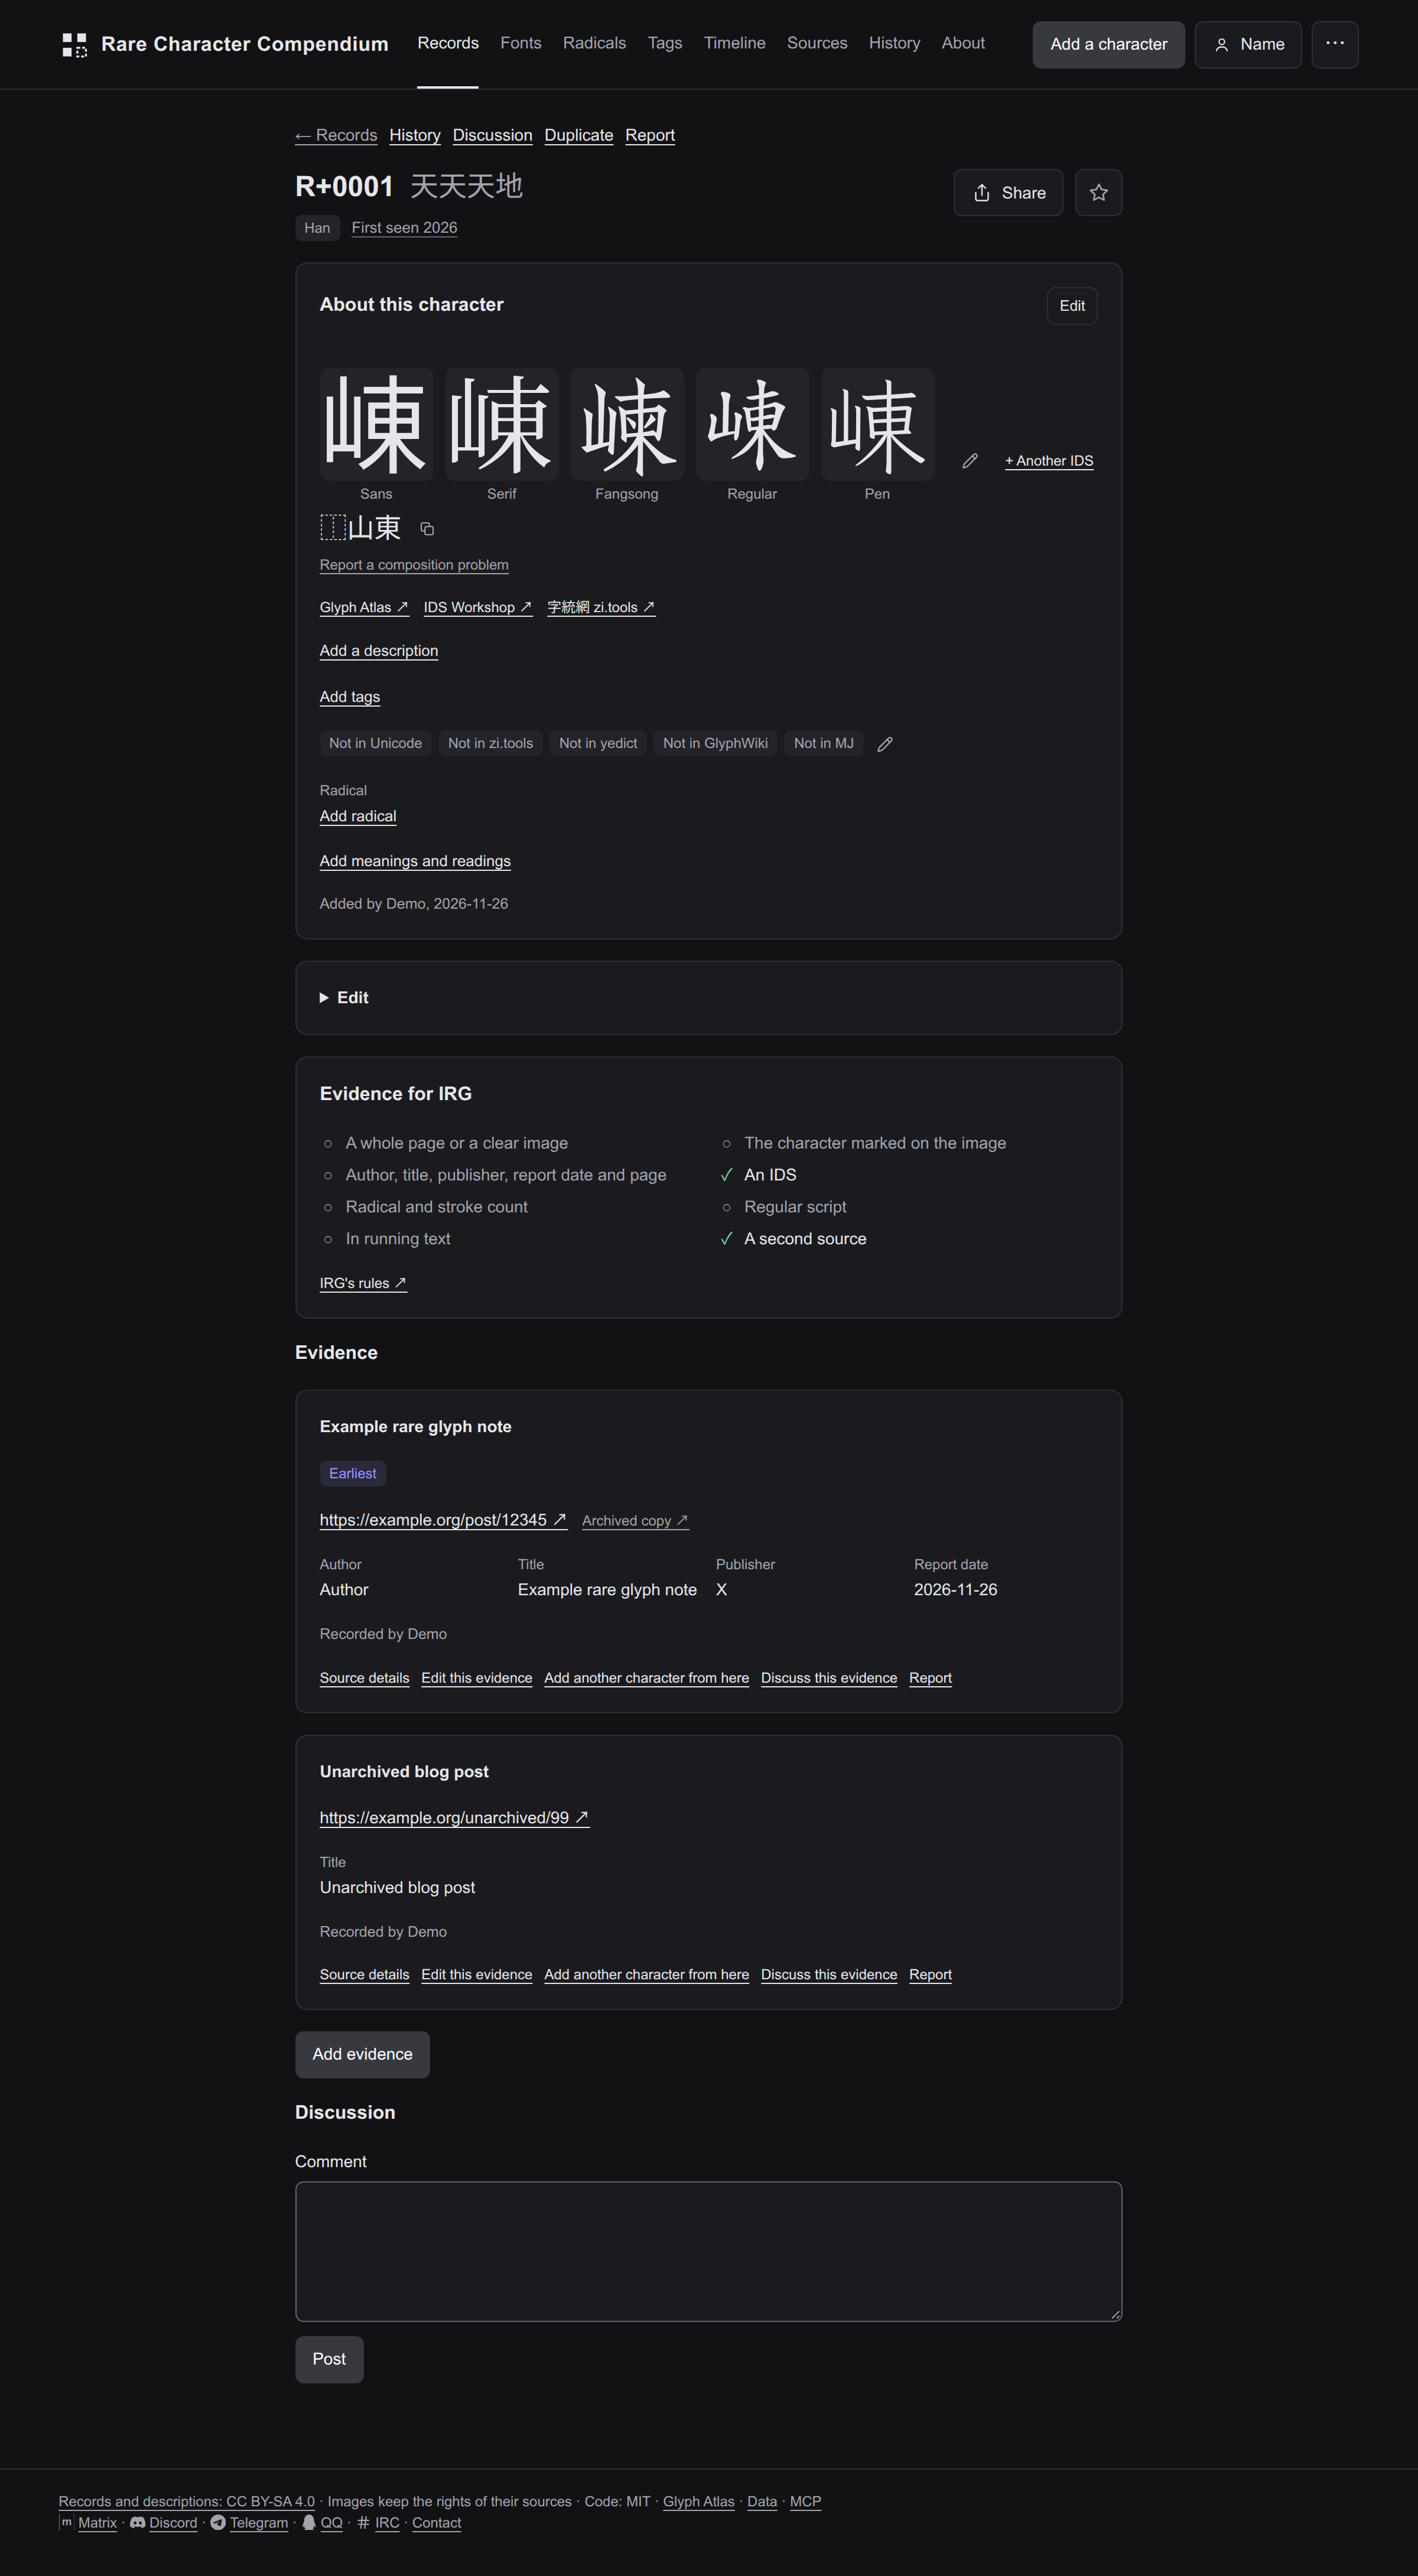 Rare Character Compendium Records Fonts Radicals Tags Timeline Sources History About Add a character Name ···
← Records History Discussion Duplicate Report
R+0001 天天天地
Share
Han First seen 2026
About this character
Edit
崠 崠 崠 崠 崠
+ Another IDS
Sans Serif Fangsong Regular Pen
⿰山東
Report a composition problem
Glyph Atlas ↗ IDS Workshop ↗ 字統網 zi.tools ↗
Add a description
Add tags
Not in Unicode Not in zi.tools Not in yedict Not in GlyphWiki Not in MJ
Radical
Add radical
Add meanings and readings
Added by Demo, 2026-11-26
▶ Edit
Evidence for IRG
○ A whole page or a clear image
○ The character marked on the image
○ Author, title, publisher, report date and page
✓ An IDS
○ Radical and stroke count
○ Regular script
○ In running text
✓ A second source
IRG's rules ↗
Evidence
Example rare glyph note
Earliest
https://example.org/post/12345 ↗ Archived copy ↗
Author Title Publisher Report date
Author Example rare glyph note X 2026-11-26
Recorded by Demo
Source details Edit this evidence Add another character from here Discuss this evidence Report
Unarchived blog post
https://example.org/unarchived/99 ↗
Title
Unarchived blog post
Recorded by Demo
Source details Edit this evidence Add another character from here Discuss this evidence Report
Add evidence
Discussion
Comment
Post
Records and descriptions: CC BY-SA 4.0 · Images keep the rights of their sources · Code: MIT · Glyph Atlas · Data · MCP
[m] Matrix · Discord · Telegram · QQ · # IRC · Contact